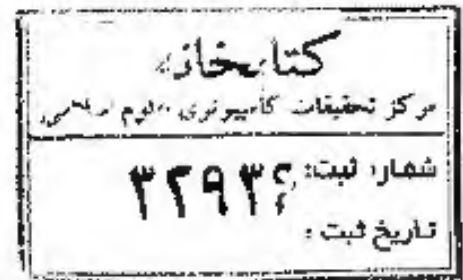 کتابخانه
مرکز تحقیقات کامپیوتری علوم اسلامی
شماره ثبت: ۳۲۹۳۴
تاریخ ثبت: